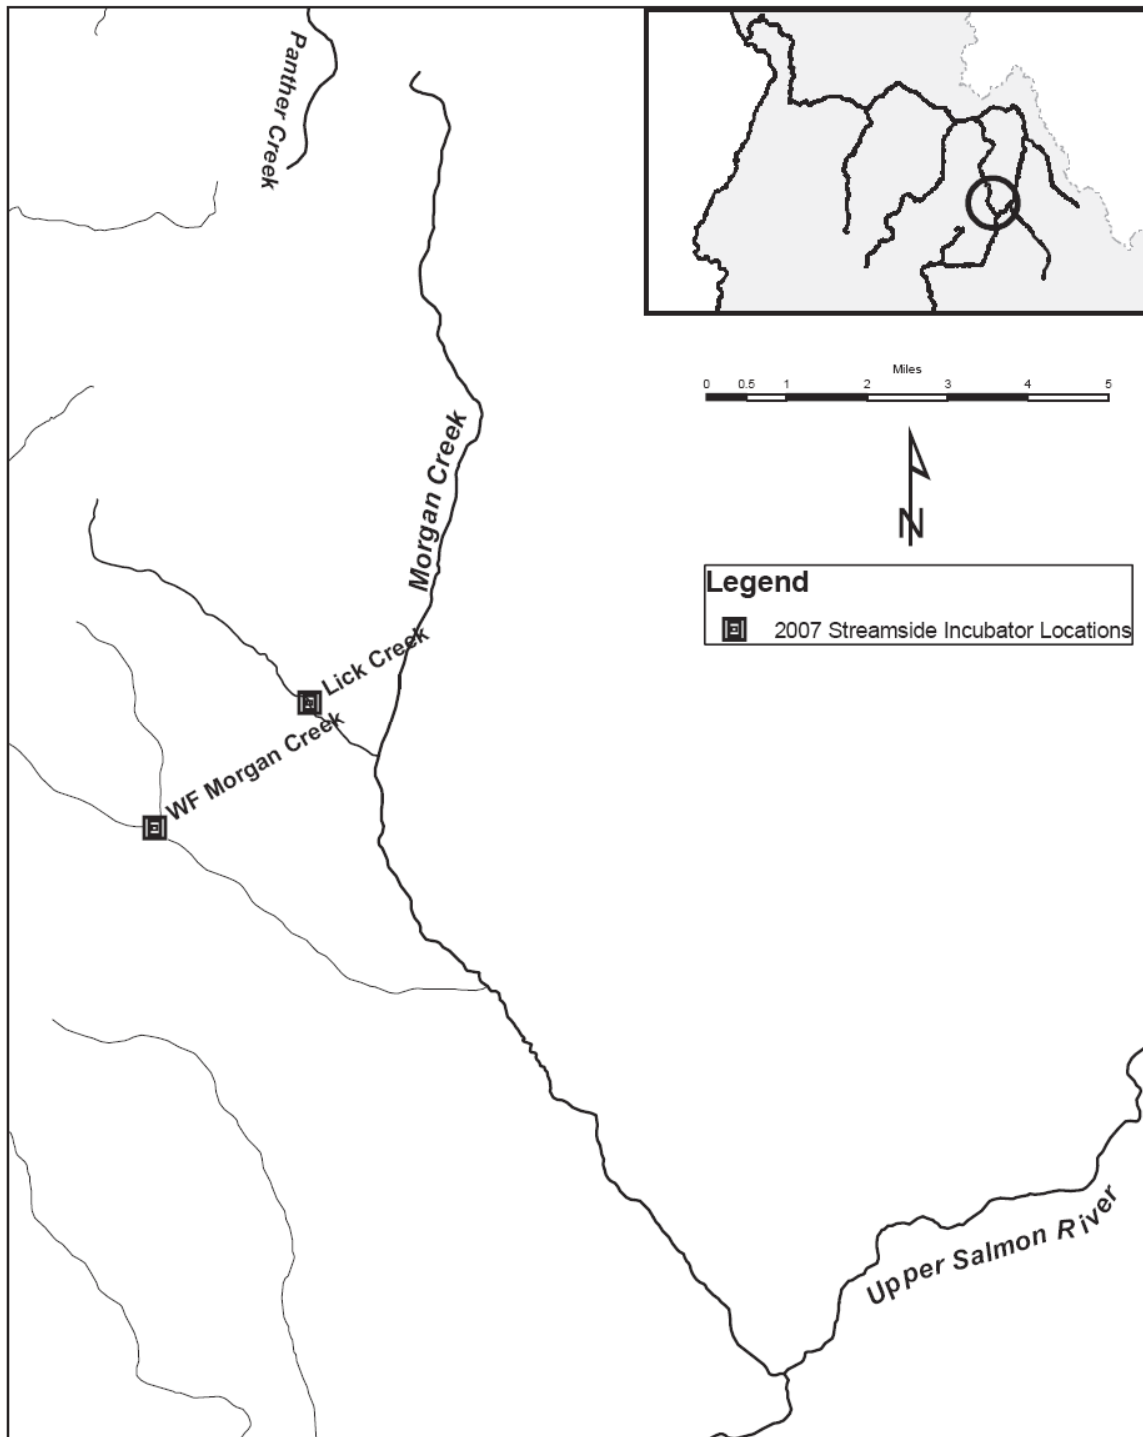 Panther Creek
Miles
0 0.5 1 2 3 4 5
Morgan Creek
N
Legend
2007 Streamside Incubator Locations
Lick Creek
WF Morgan Creek
Upper Salmon River